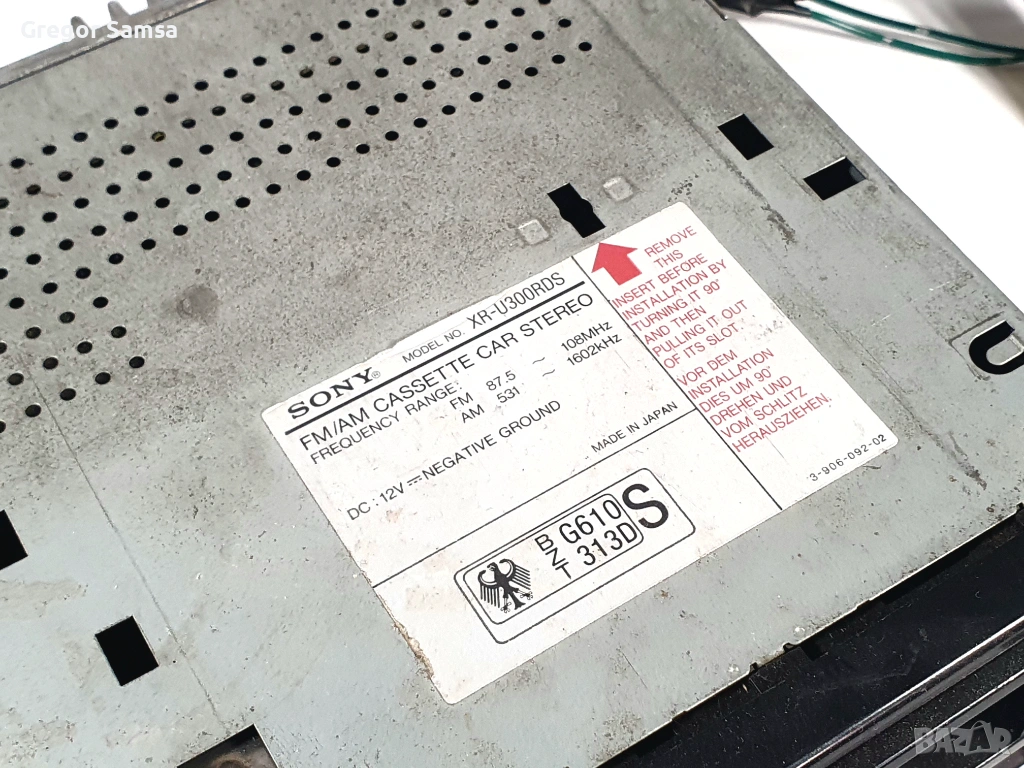 Gregor Samsa
SONY® MODEL NO. XR-U300RDS
FM/AM CASSETTE CAR STEREO
FREQUENCY RANGE: FM 87.5 ~ 108MHz
AM 531 ~ 1602kHz
DC : 12V ⎓ NEGATIVE GROUND
MADE IN JAPAN
BZT G610 313D S
REMOVE
THIS
INSERT BEFORE
INSTALLATION BY
TURNING IT 90°
AND THEN
PULLING IT OUT
OF ITS SLOT !
VOR DEM
INSTALLATION
DIES UM 90°
DREHEN UND
VOM SCHLITZ
HERAUSZIEHEN.
3-906-092-02
BAZAR